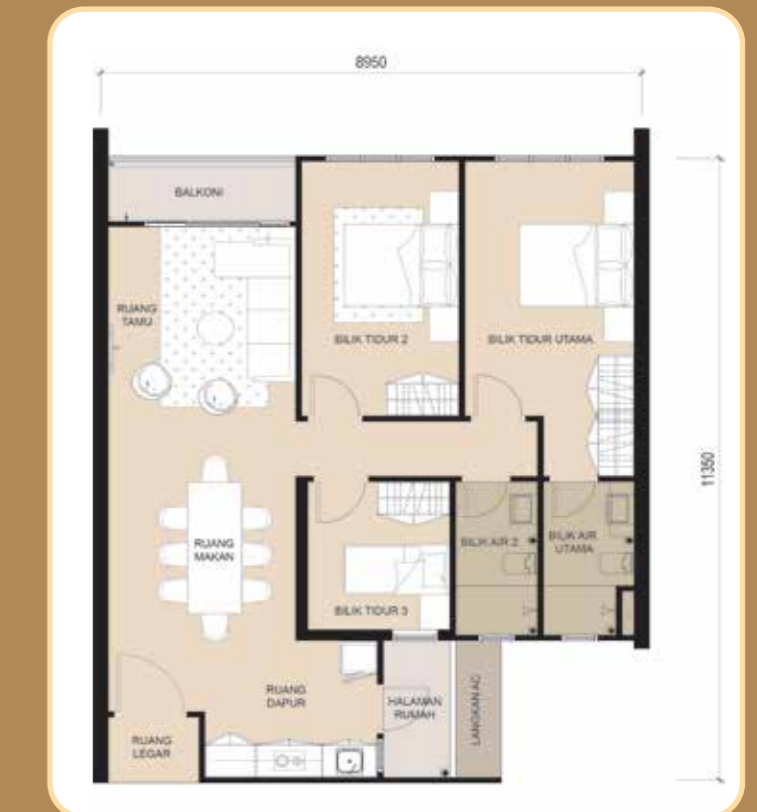 8950
BALKONI
RUANG
TAMU
BILIK TIDUR 2
BILIK TIDUR UTAMA
11350
RUANG
MAKAN
BILIK AIR 2
BILIK AIR
UTAMA
BILIK TIDUR 3
RUANG
DAPUR
HALAMAN
RUMAH
LANGKAN AC
RUANG
LEGAR